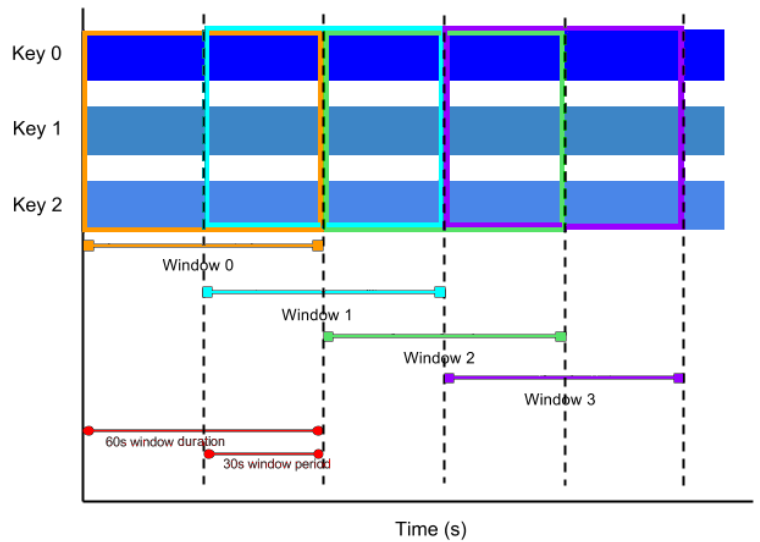 Key 0
Key 1
Key 2
Window 0
Window 1
Window 2
Window 3
60s window duration
30s window period
Time (s)